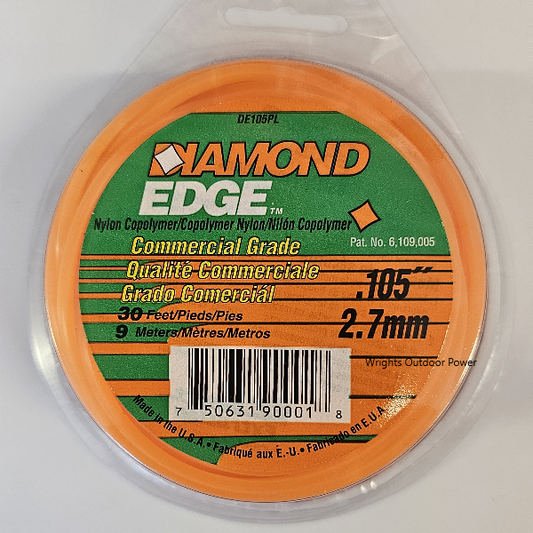 DE105PL
DIAMOND
EDGE™
Nylon Copolymer/Copolymer Nylon/Nilón Copolymer
Commercial Grade
Pat. No. 6,109,005
Qualité Commerciale
Grado Comerciál
.105"
30 Feet/Pieds/Pies
2.7mm
9 Meters/Mètres/Metros
Wrights Outdoor Power
7 50631 90001 8
Made in the U.S.A. • Fabriqué aux É.-U. • Fabricado en E.U.A.